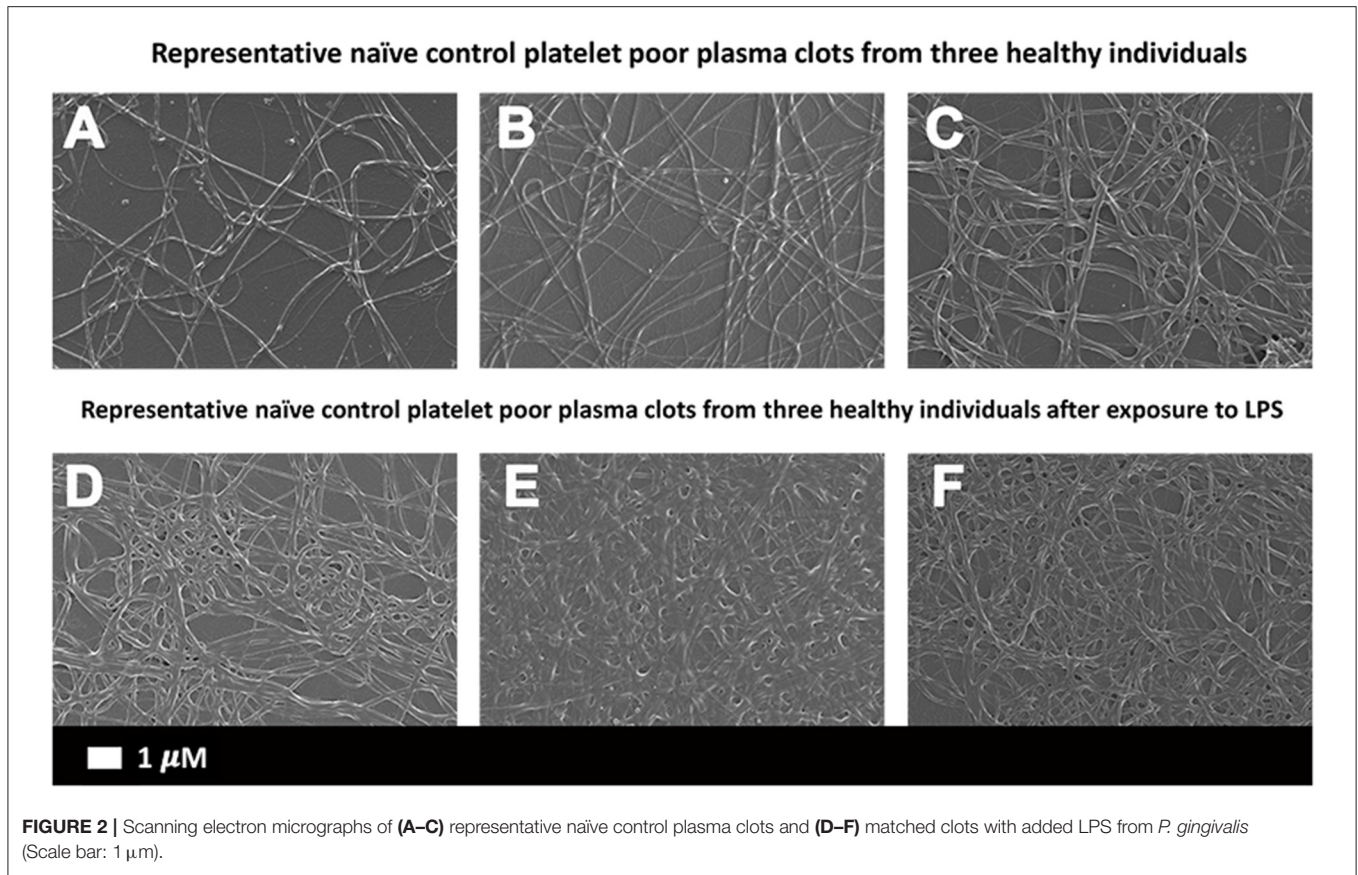 Representative naïve control platelet poor plasma clots from three healthy individuals
A
B
C
Representative naïve control platelet poor plasma clots from three healthy individuals after exposure to LPS
D
E
F
1 μM
FIGURE 2 | Scanning electron micrographs of (A–C) representative naïve control plasma clots and (D–F) matched clots with added LPS from P. gingivalis
(Scale bar: 1 μm).